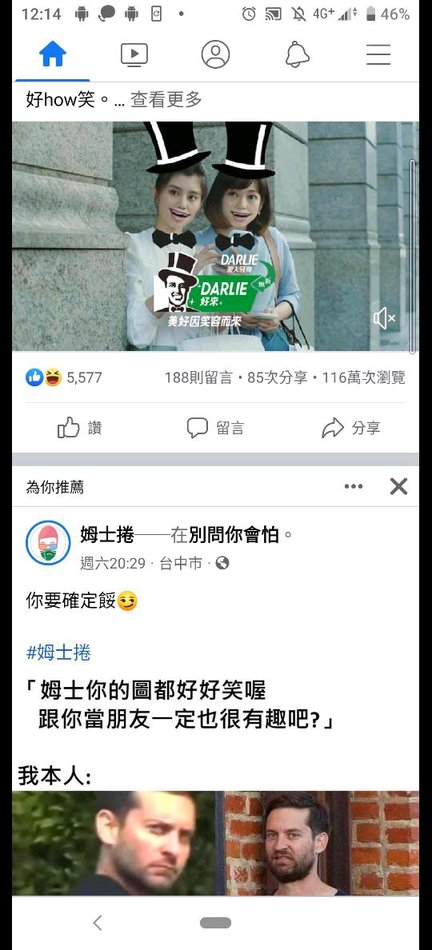 12:14
4G+
46%
好how笑。... 查看更多
DARLIE
DARLIE
好來
美好因笑容而來
5,577
188則留言・85次分享・116萬次瀏覽
讚
留言
分享
為你推薦
姆士捲——在別問你會怕。
週六20:29・台中市・
你要確定餒
#姆士捲
「姆士你的圖都好好笑喔
跟你當朋友一定也很有趣吧?」
我本人: